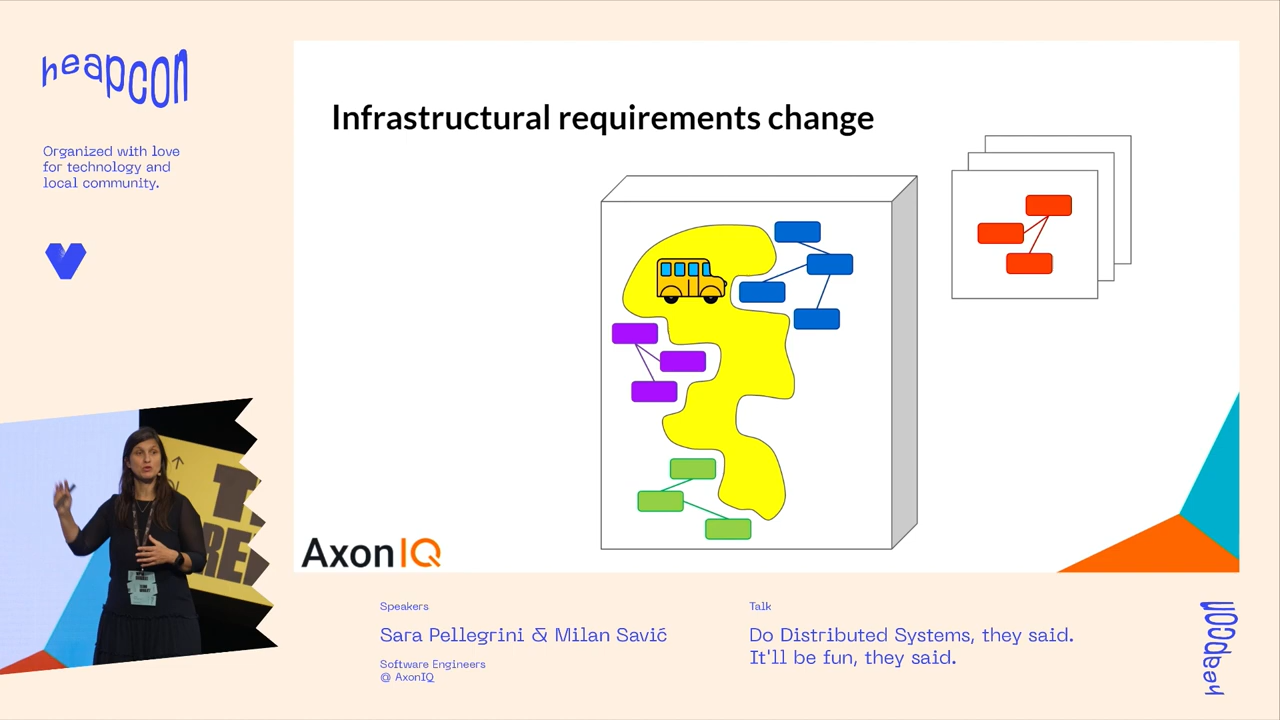 heapcon
Organized with love
for technology and
local community.
Infrastructural requirements change
AxonIQ
Speakers
Sara Pellegrini & Milan Savić
Software Engineers
@ AxonIQ
Talk
Do Distributed Systems, they said.
It'll be fun, they said.
heapcon